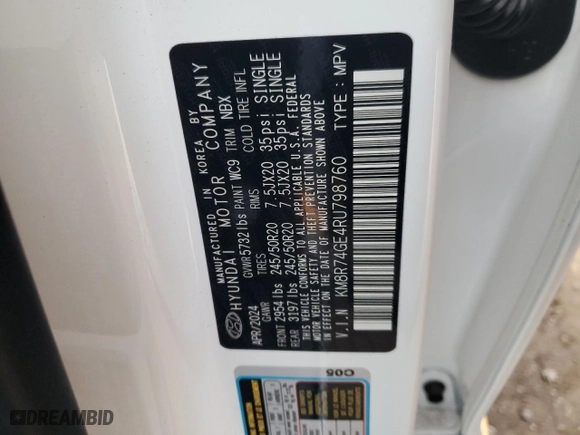 MANUFACTURED IN KOREA BY
HYUNDAI MOTOR COMPANY
APR/2024 GVWR 5732 lbs PAINT WC9 TRIM NBX
GAWR TIRES RIMS COLD TIRE INFL
FRONT 2954 lbs 245/50R20 7.5JX20 35psi SINGLE
REAR 3197 lbs 245/50R20 7.5JX20 35psi SINGLE
THIS VEHICLE CONFORMS TO ALL APPLICABLE U.S.A. FEDERAL
MOTOR VEHICLE SAFETY AND THEFT PREVENTION STANDARDS
IN EFFECT ON THE DATE OF MANUFACTURE SHOWN ABOVE.
V.I.N KM8R74GE4RU798760 TYPE : MPV
C05
DREAMBID